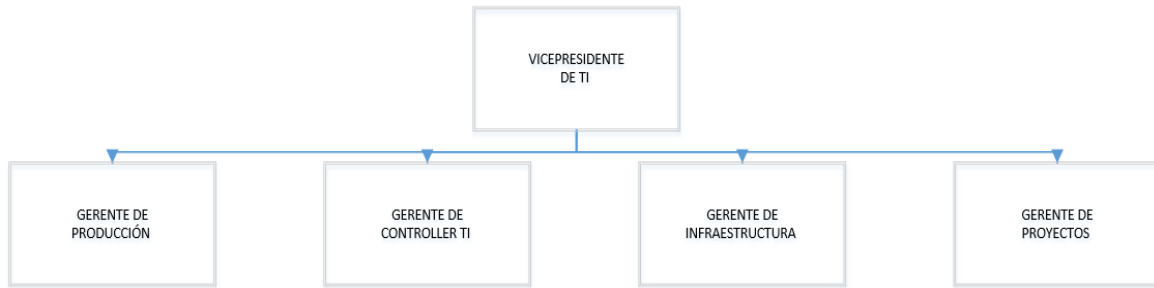 VICEPRESIDENTE
DE TI
GERENTE DE
PRODUCCIÓN
GERENTE DE
CONTROLLER TI
GERENTE DE
INFRAESTRUCTURA
GERENTE DE
PROYECTOS